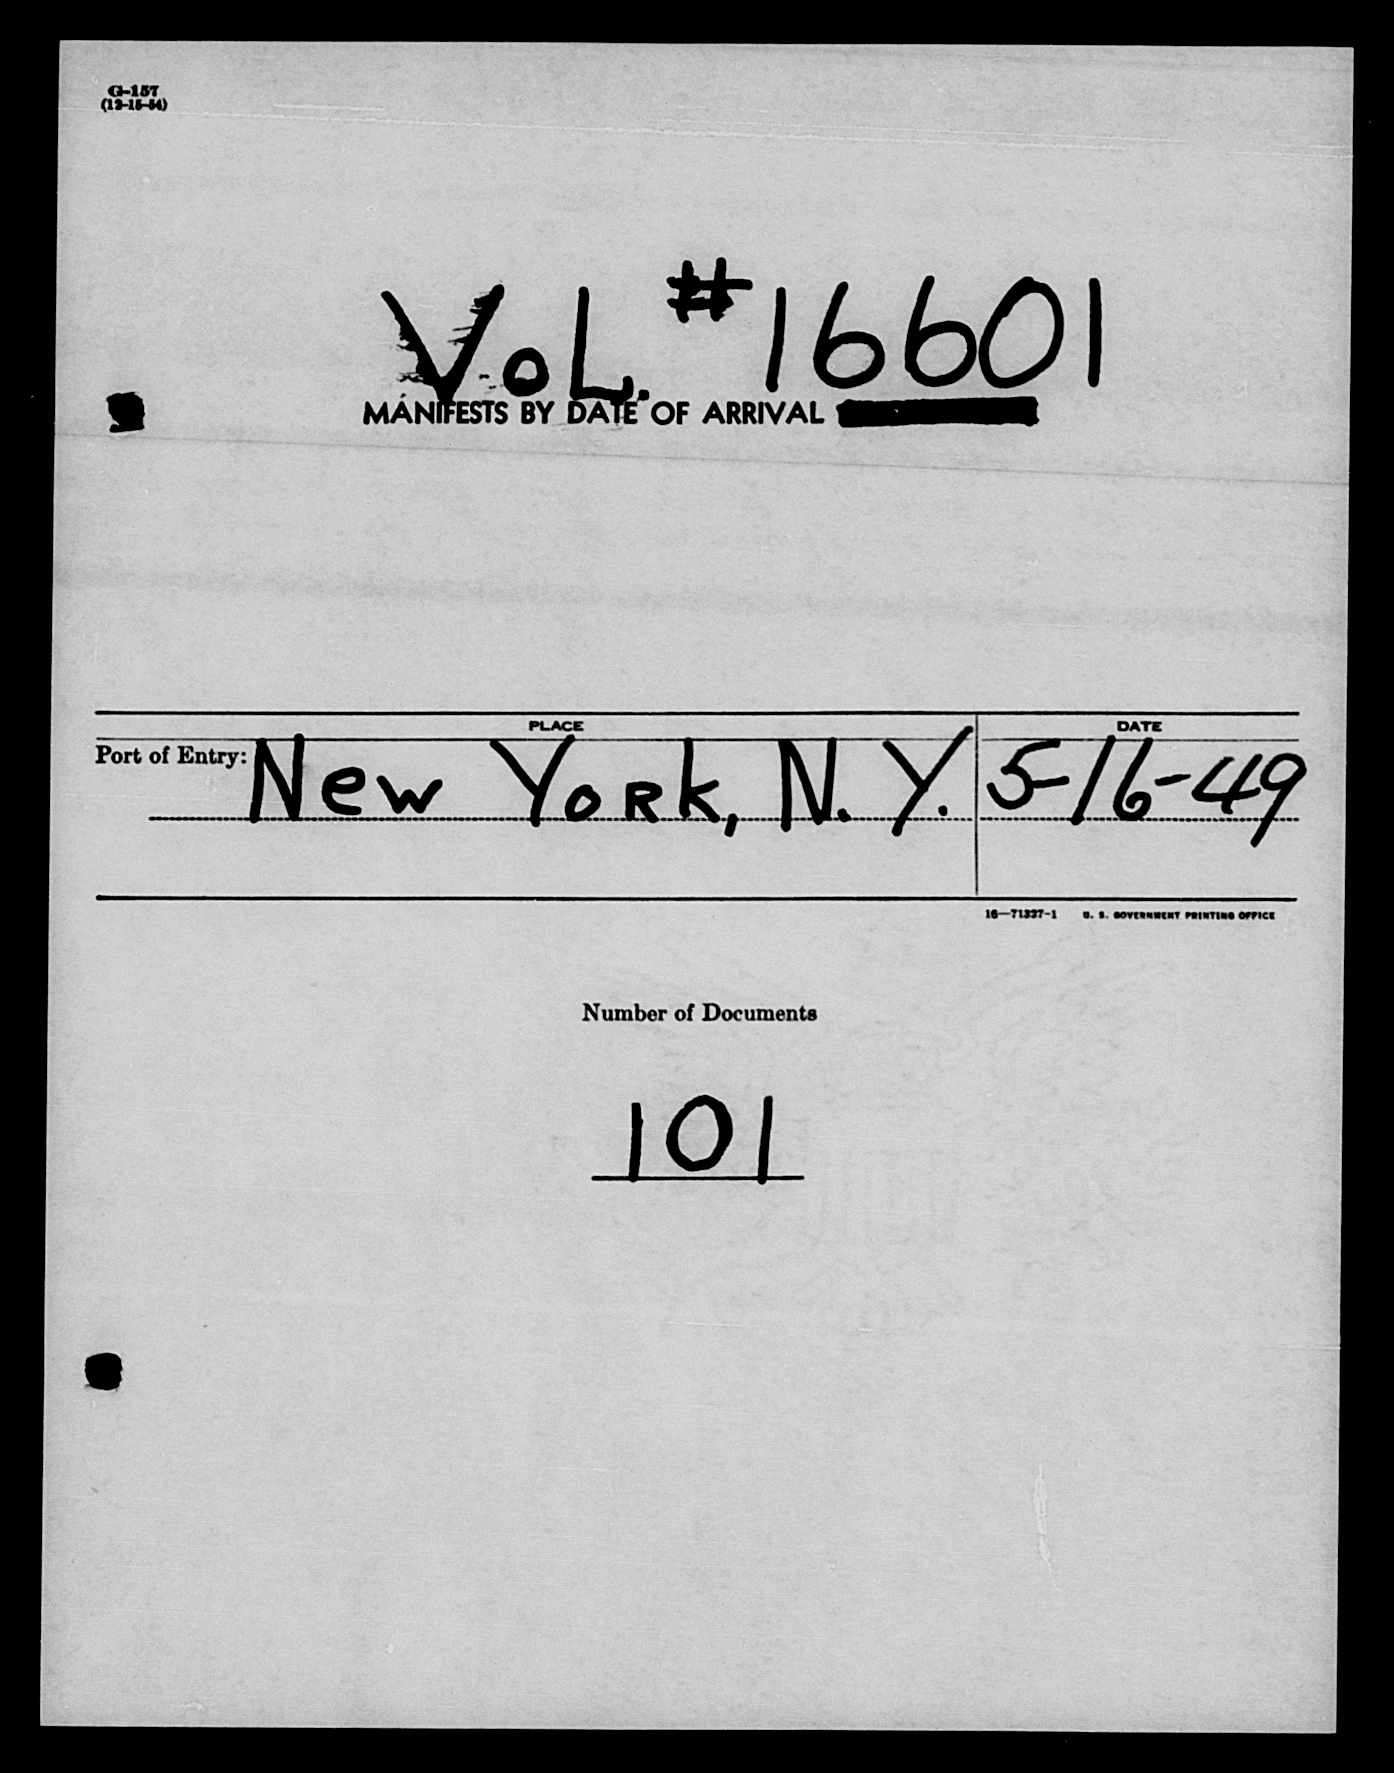 G-157
(12-15-54)
VoL. #16601
MANIFESTS BY DATE OF ARRIVAL
PLACE DATE
Port of Entry: New York, N. Y. 5-16-49
16—71327-1 U. S. GOVERNMENT PRINTING OFFICE
Number of Documents
101